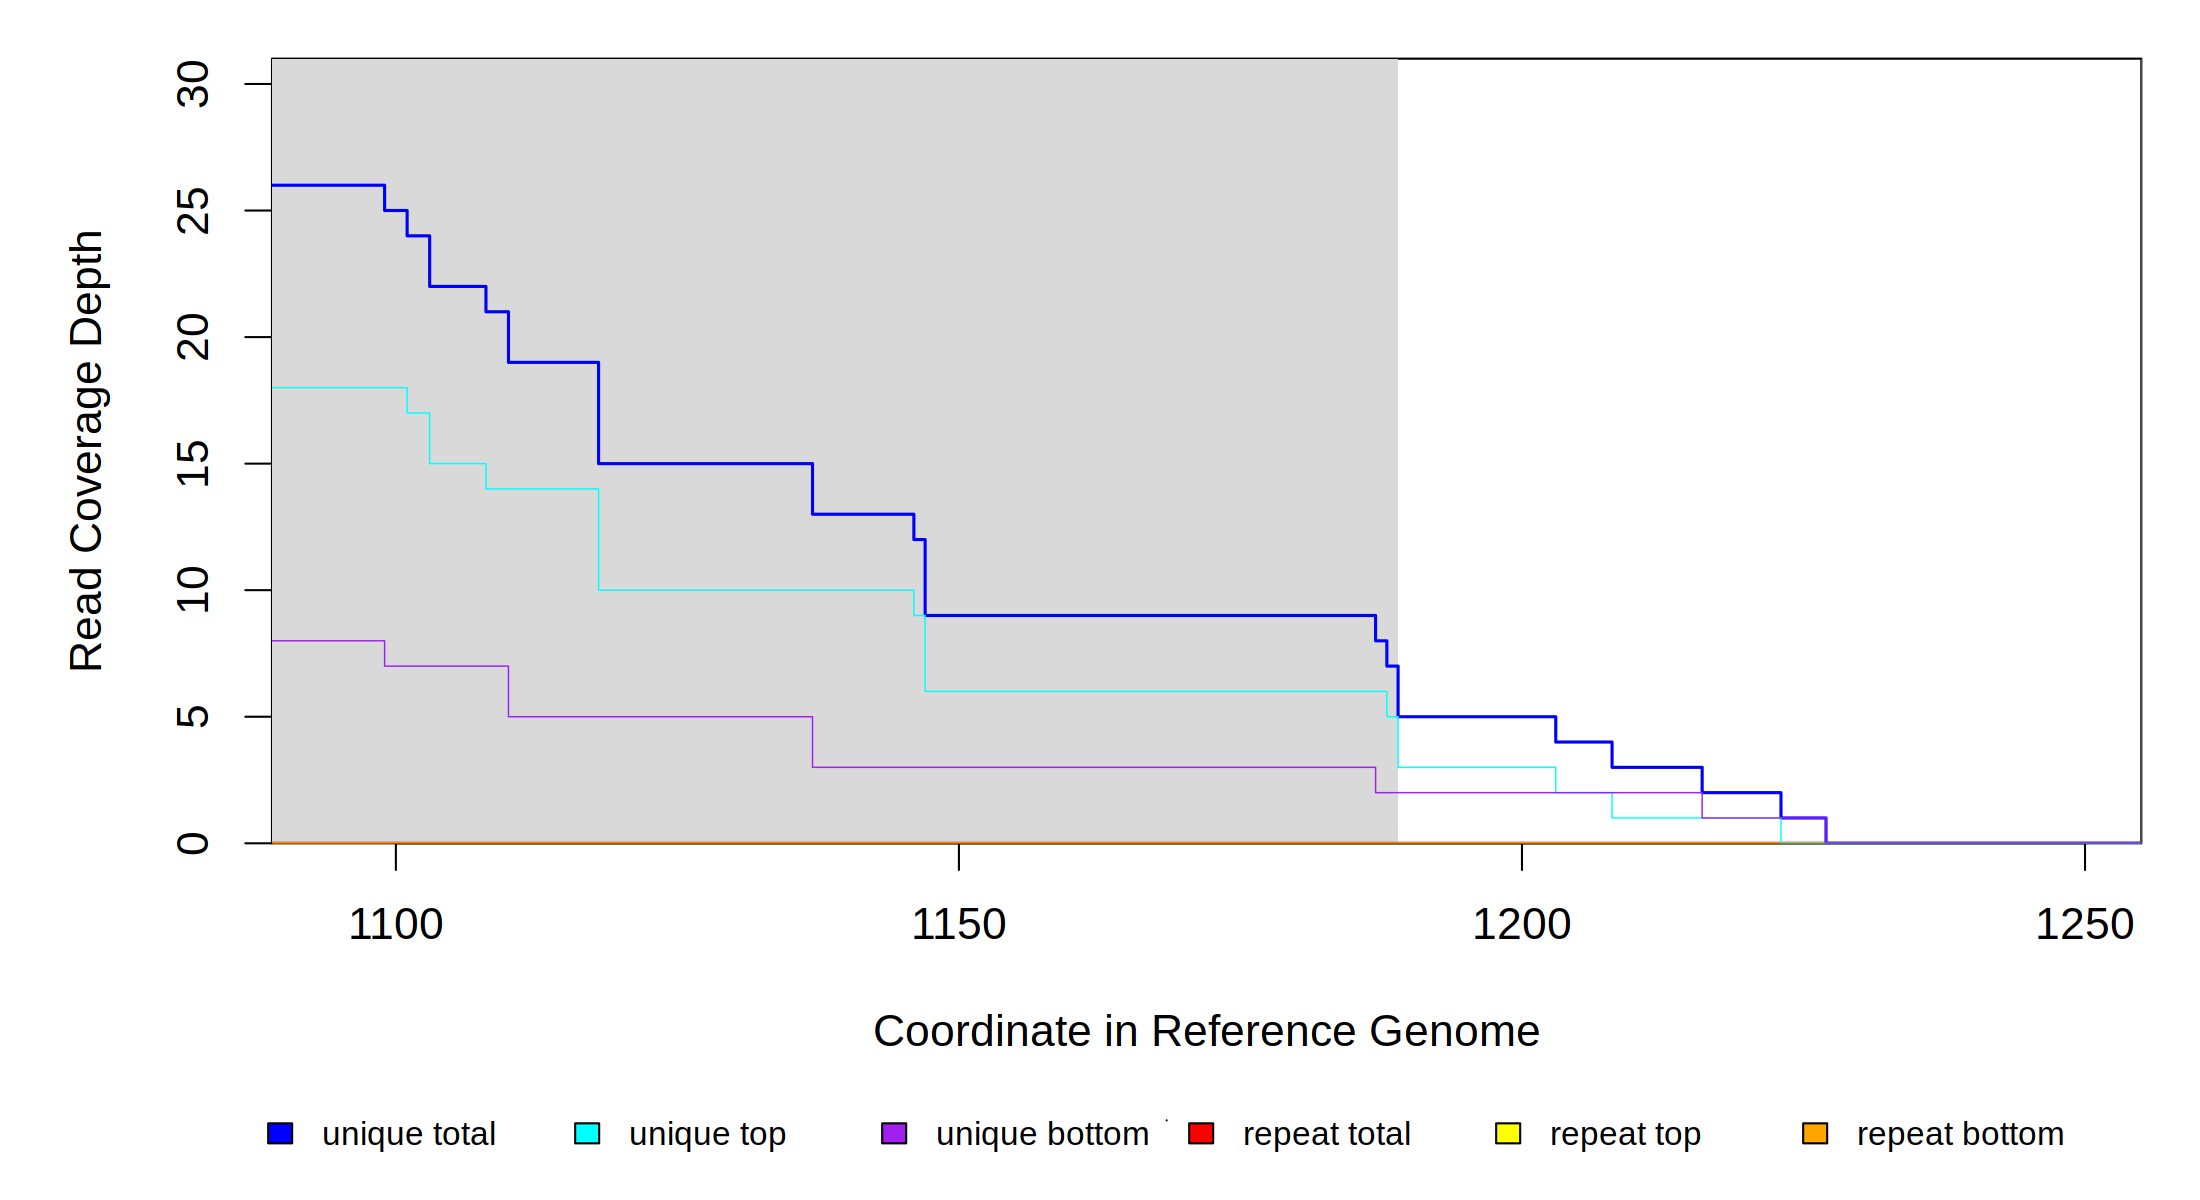 30
25
20
15
10
5
0
Read Coverage Depth
1100 1150 1200 1250
Coordinate in Reference Genome
unique total unique top unique bottom repeat total repeat top repeat bottom